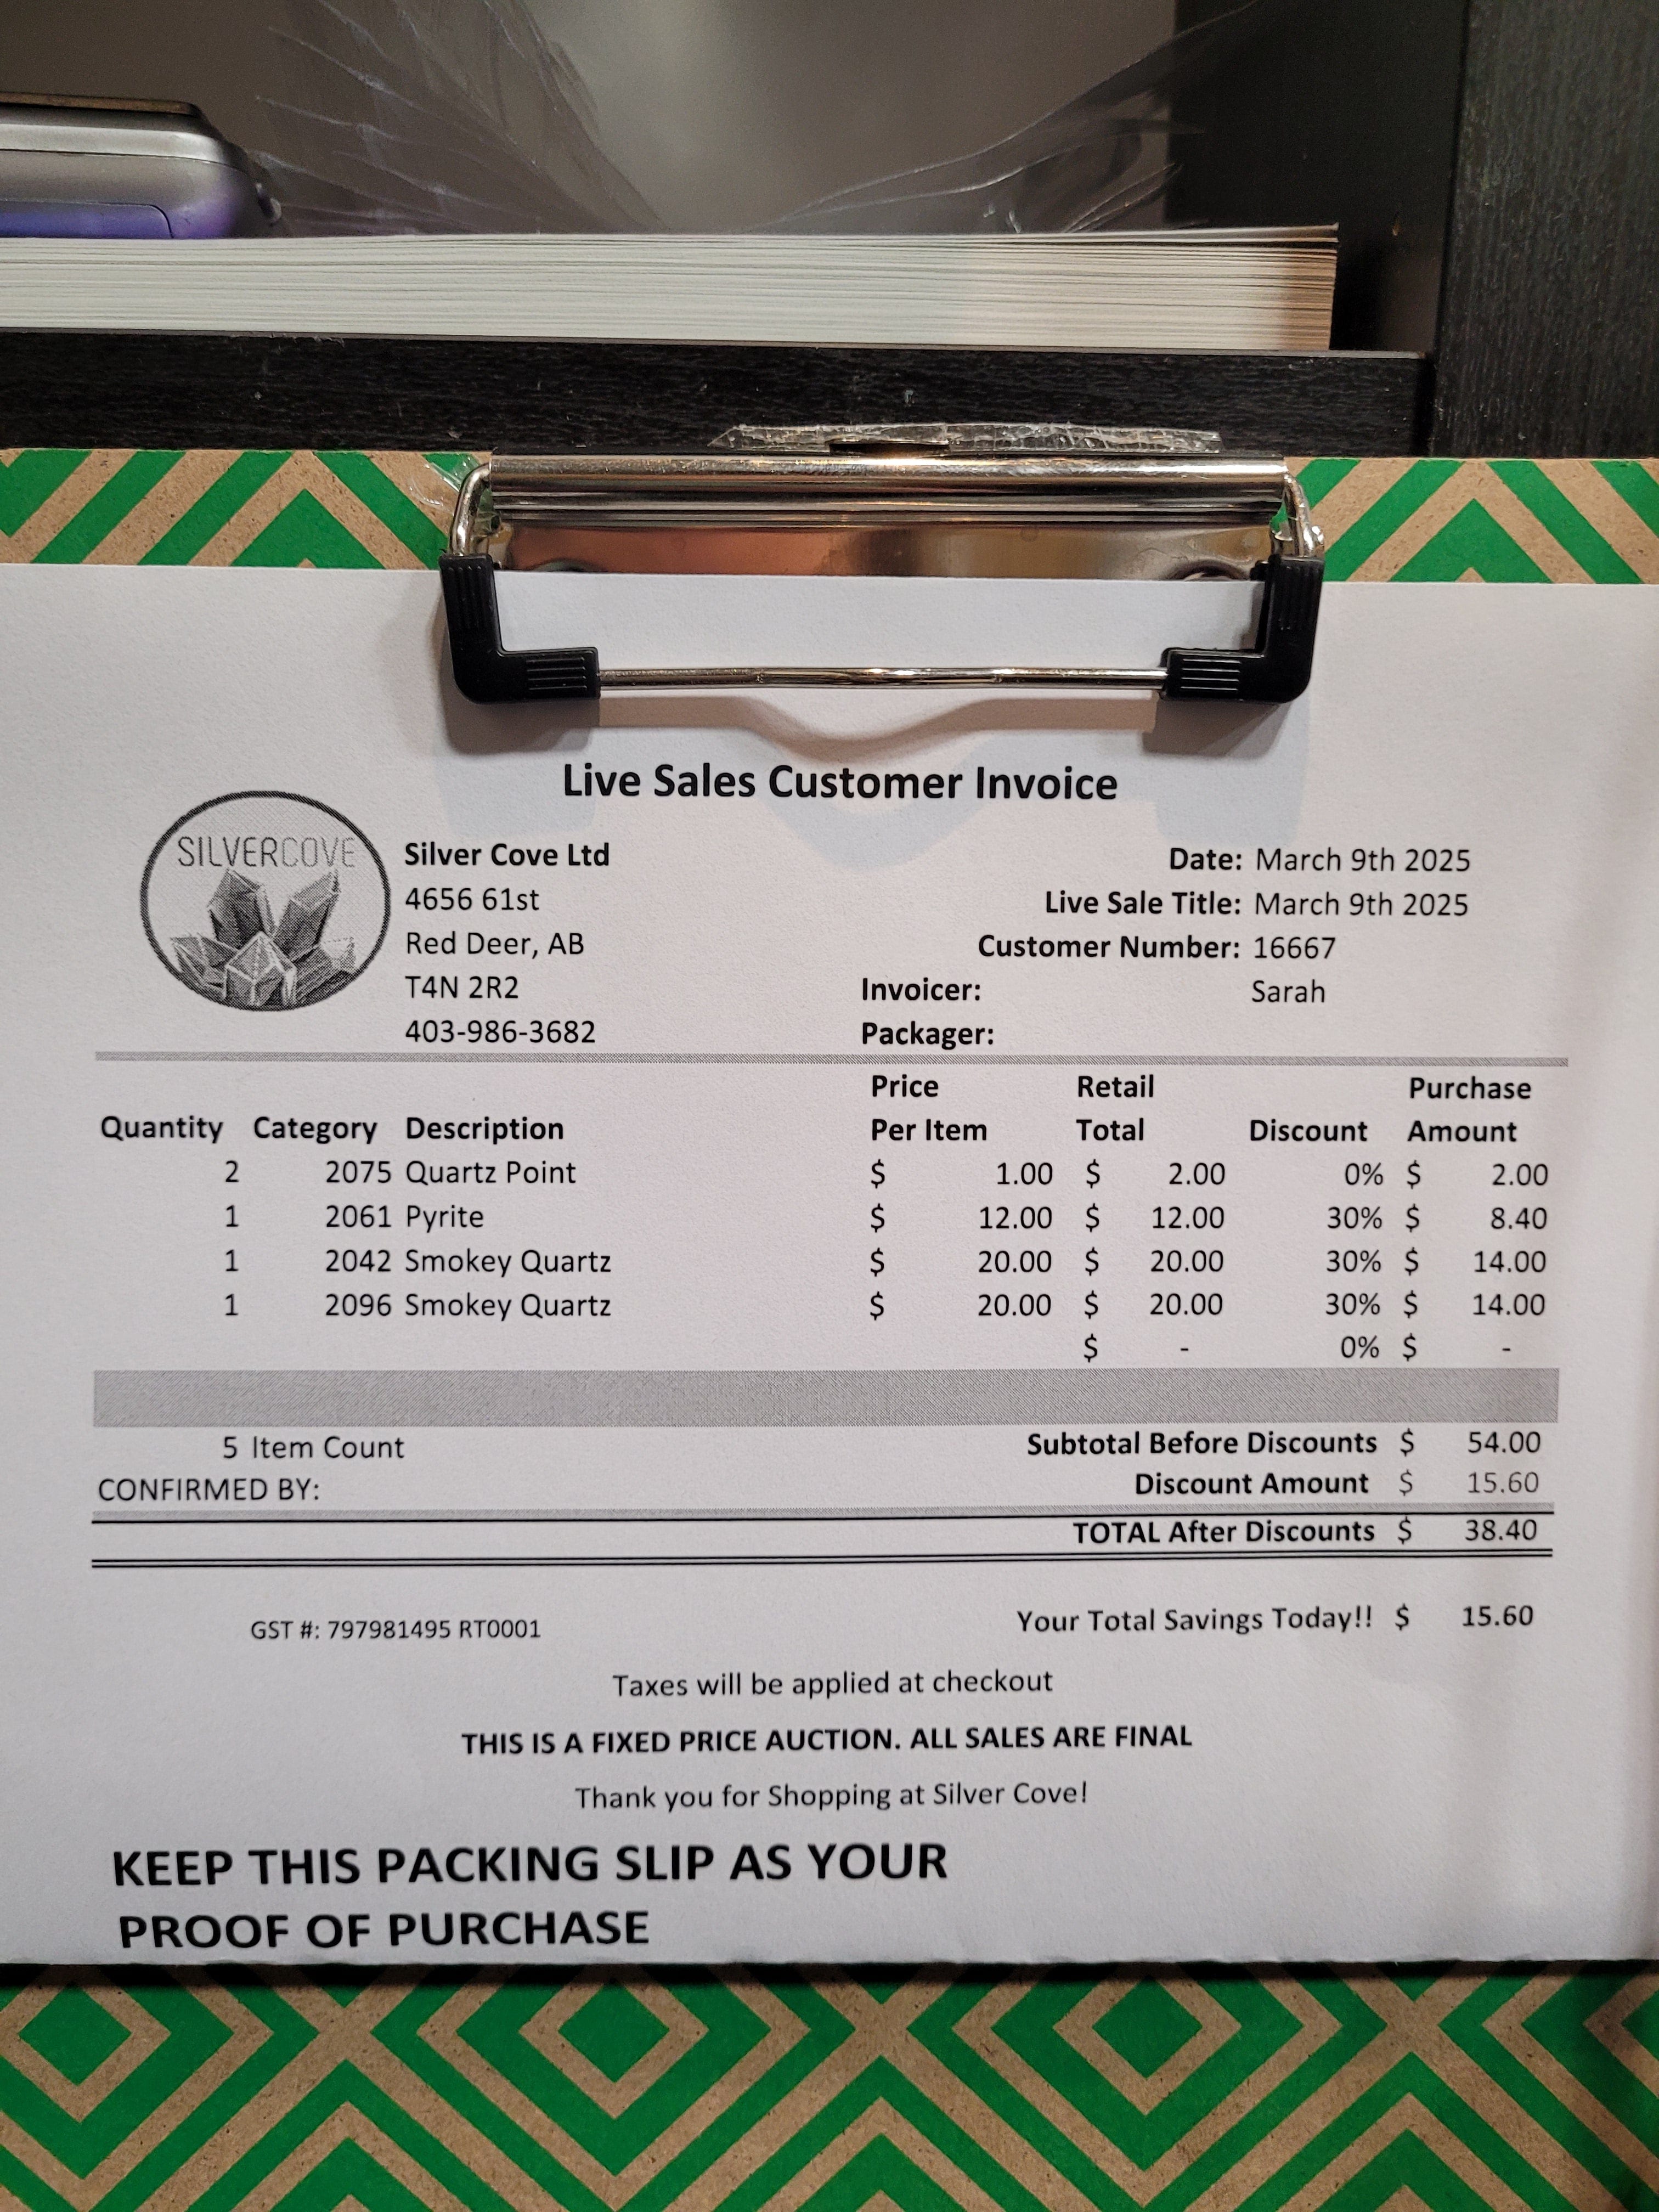 Live Sales Customer Invoice
SILVERCOVE
Silver Cove Ltd
4656 61st
Red Deer, AB
T4N 2R2
403-986-3682
Date: March 9th 2025
Live Sale Title: March 9th 2025
Customer Number: 16667
Invoicer: Sarah
Packager:
Quantity Category Description Price Per Item Retail Total Discount Purchase Amount
2 2075 Quartz Point $ 1.00 $ 2.00 0% $ 2.00
1 2061 Pyrite $ 12.00 $ 12.00 30% $ 8.40
1 2042 Smokey Quartz $ 20.00 $ 20.00 30% $ 14.00
1 2096 Smokey Quartz $ 20.00 $ 20.00 30% $ 14.00
$ - 0% $ -
5 Item Count Subtotal Before Discounts $ 54.00
CONFIRMED BY: Discount Amount $ 15.60
TOTAL After Discounts $ 38.40
GST #: 797981495 RT0001 Your Total Savings Today!! $ 15.60
Taxes will be applied at checkout
THIS IS A FIXED PRICE AUCTION. ALL SALES ARE FINAL
Thank you for Shopping at Silver Cove!
KEEP THIS PACKING SLIP AS YOUR
PROOF OF PURCHASE